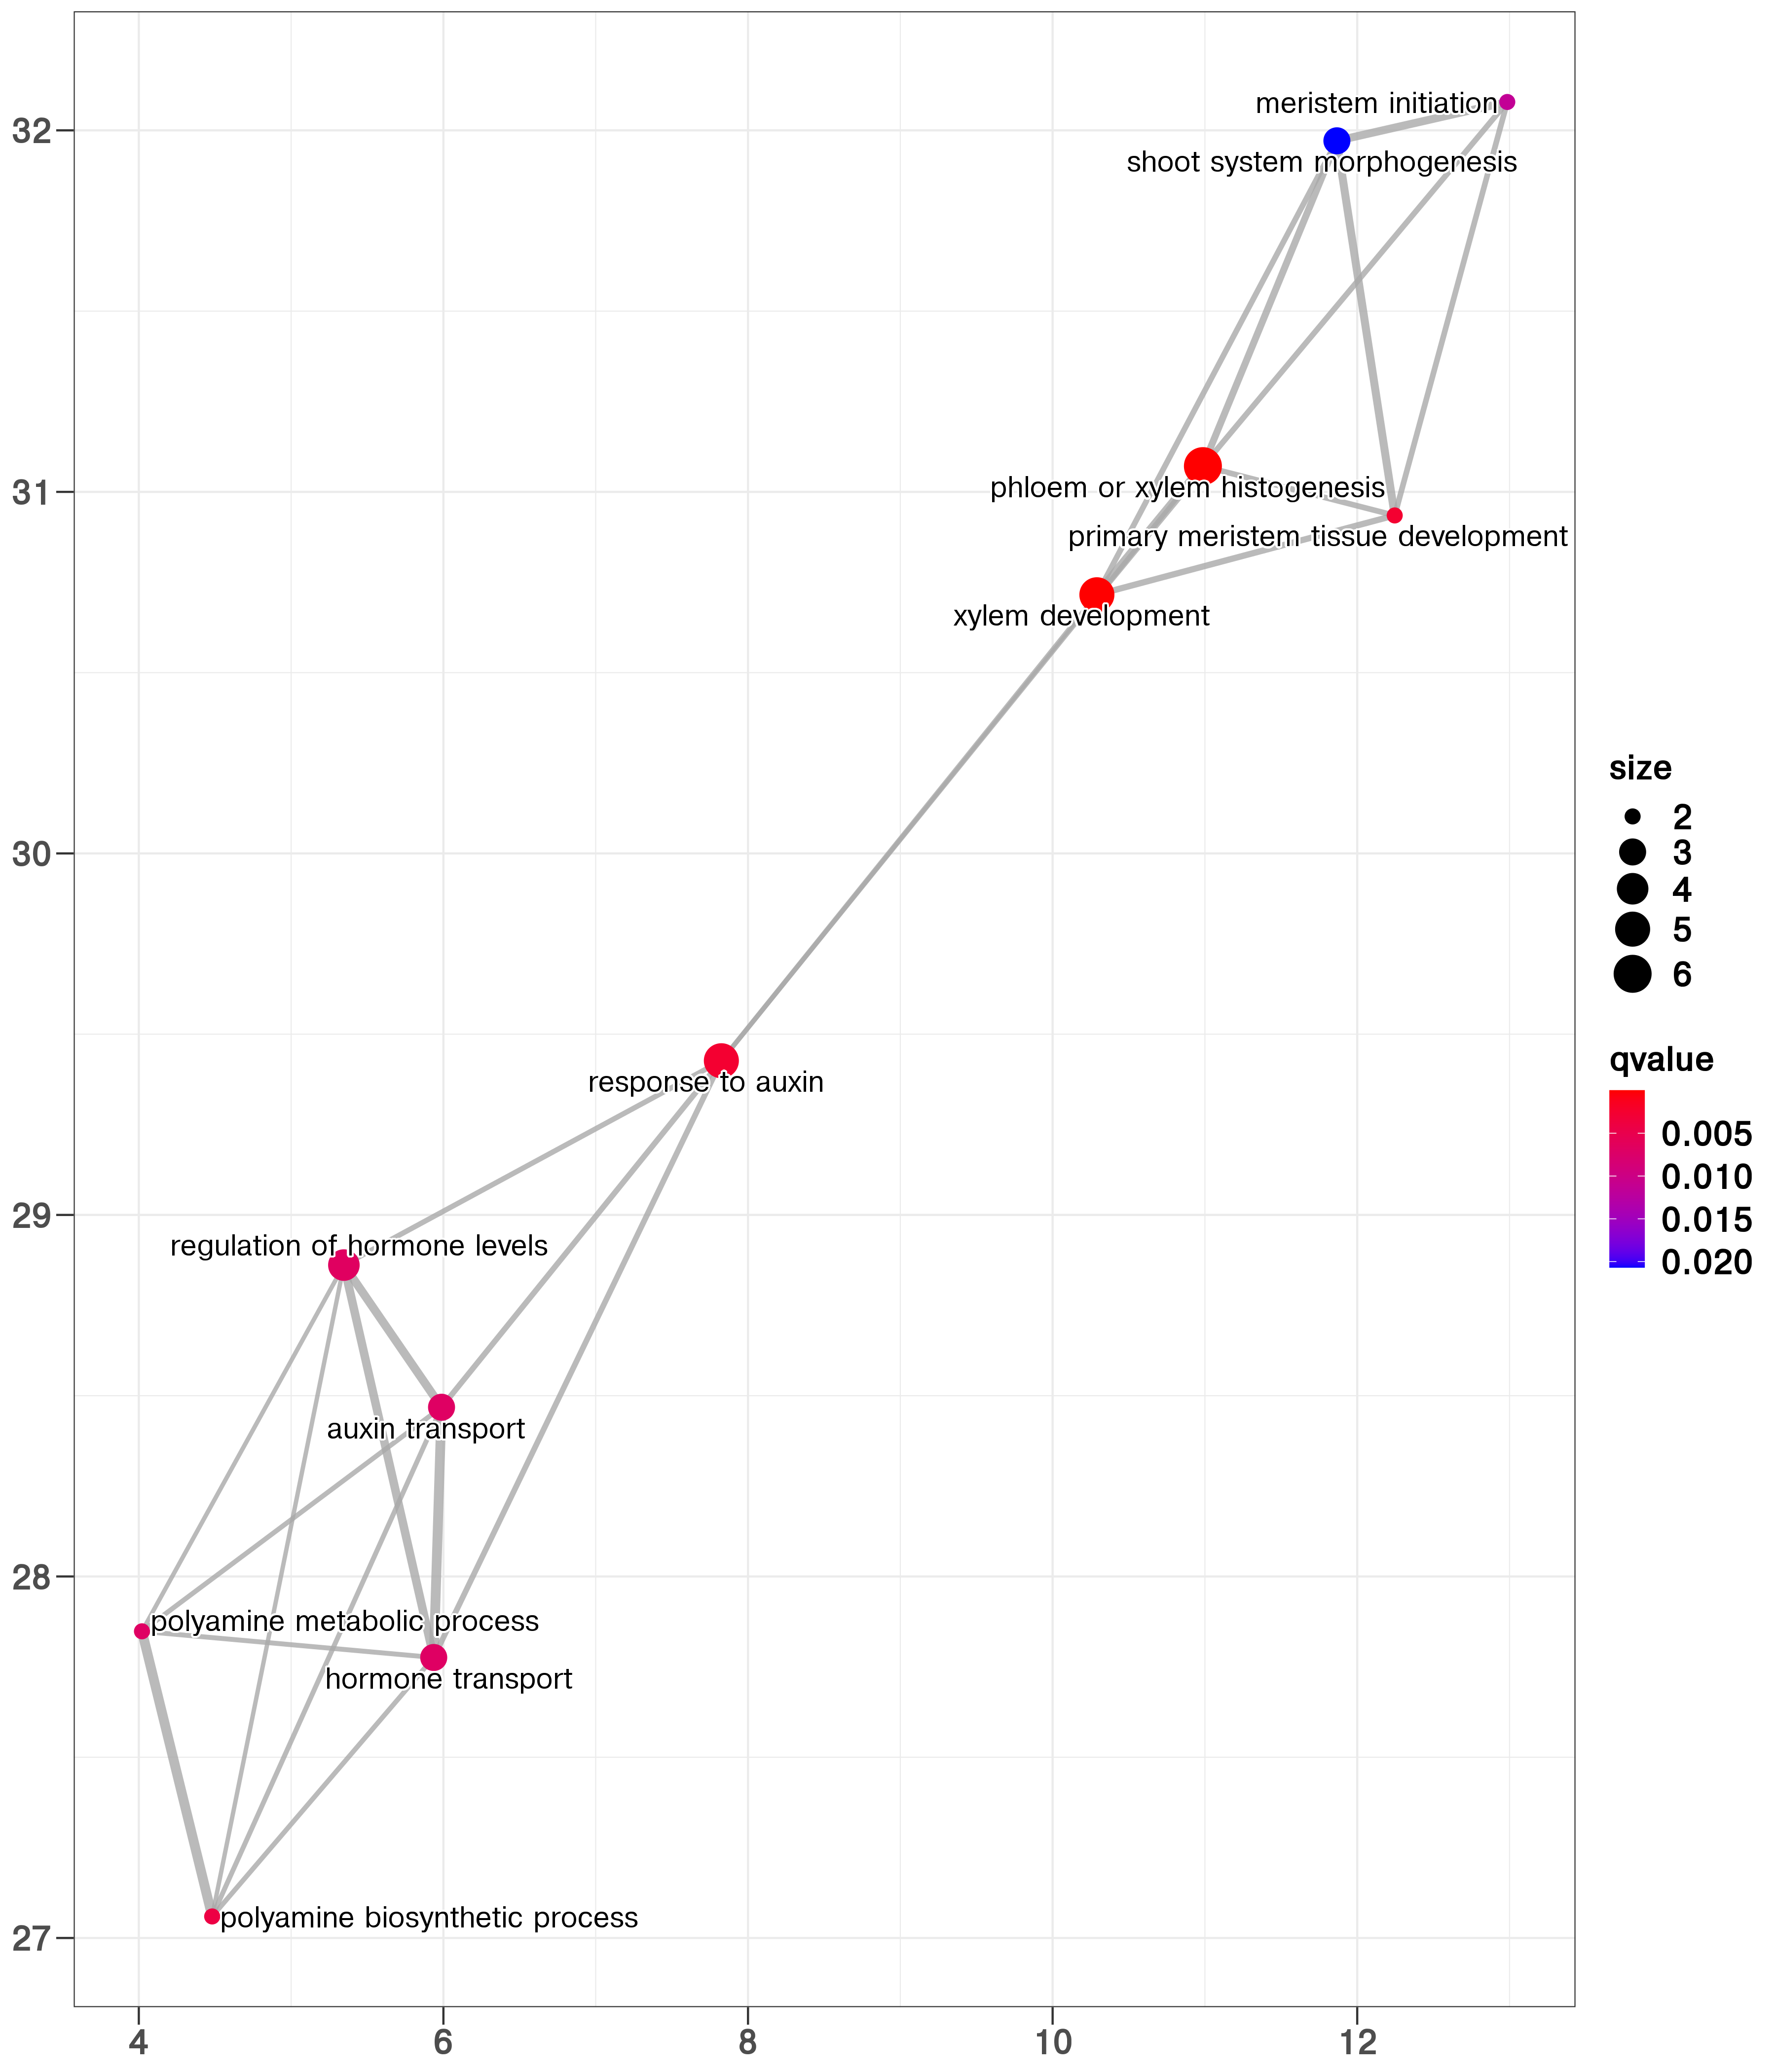 32
31
30
29
28
27
meristem initiation
shoot system morphogenesis
phloem or xylem histogenesis
primary meristem tissue development
xylem development
response to auxin
regulation of hormone levels
auxin transport
polyamine metabolic process
hormone transport
polyamine biosynthetic process
4 6 8 10 12
size
2
3
4
5
6
qvalue
0.005
0.010
0.015
0.020